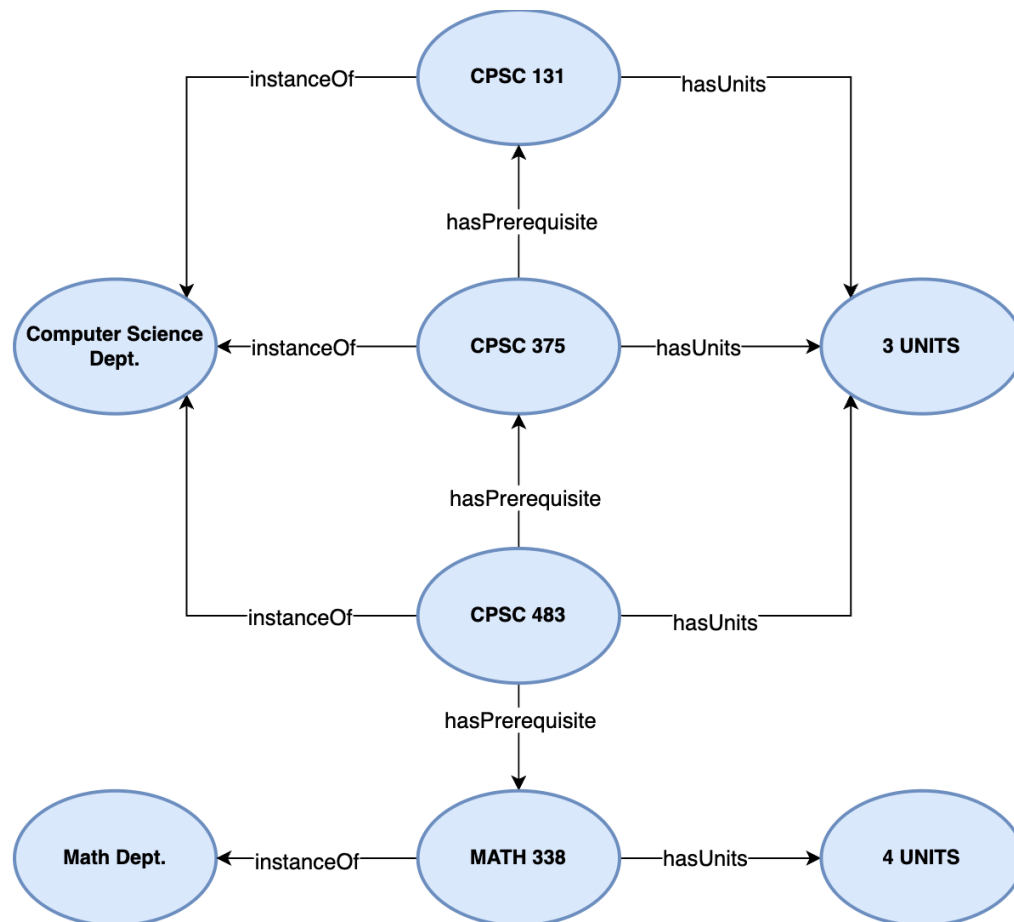 CPSC 131
instanceOf
hasUnits
hasPrerequisite
Computer Science
Dept.
instanceOf
CPSC 375
hasUnits
3 UNITS
hasPrerequisite
instanceOf
CPSC 483
hasUnits
hasPrerequisite
Math Dept.
instanceOf
MATH 338
hasUnits
4 UNITS